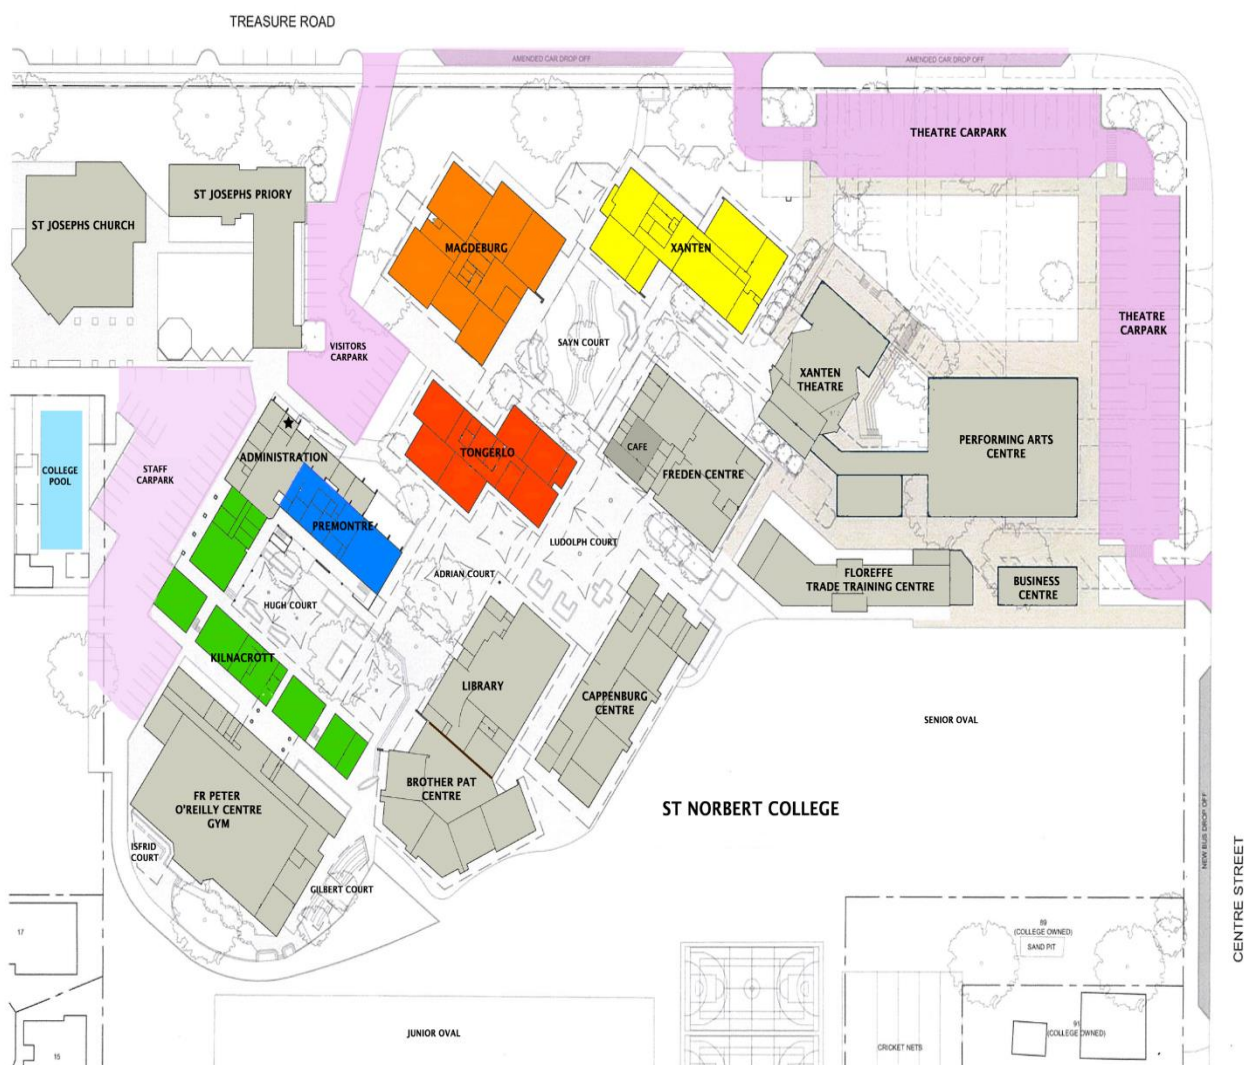 TREASURE ROAD
AMENDED CAR DROP OFF
AMENDED CAR DROP OFF
THEATRE CARPARK
ST JOSEPHS PRIORY
ST JOSEPHS CHURCH
MAGDEBURG
XANTEN
THEATRE
CARPARK
VISITORS
CARPARK
SAYN COURT
XANTEN
THEATRE
CAFE
FREDEN CENTRE
PERFORMING ARTS
CENTRE
TONGERLO
ADMINISTRATION
COLLEGE
POOL
STAFF
CARPARK
PREMONTRE
LUDOLPH COURT
ADRIAN COURT
HUGH COURT
FLOREFFE
TRADE TRAINING CENTRE
BUSINESS
CENTRE
KILNACROTT
LIBRARY
CAPPENBURG
CENTRE
SENIOR OVAL
BROTHER PAT
CENTRE
ST NORBERT COLLEGE
FR PETER
O'REILLY CENTRE
GYM
ISFRID
COURT
GILBERT COURT
NEW BUS DROP OFF
CENTRE STREET
17
89
(COLLEGE OWNED)
SAND PIT
JUNIOR OVAL
CRICKET NETS
91
(COLLEGE OWNED)
15